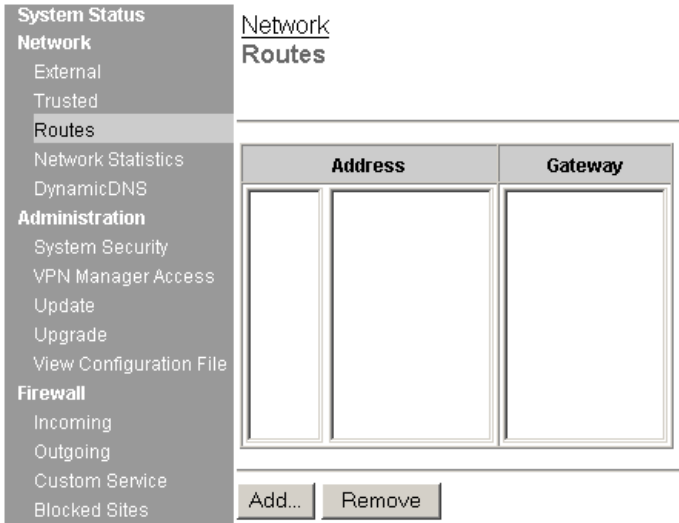 System Status
Network
External
Trusted
Routes
Network Statistics
DynamicDNS
Administration
System Security
VPN Manager Access
Update
Upgrade
View Configuration File
Firewall
Incoming
Outgoing
Custom Service
Blocked Sites
Network
Routes
Address Gateway
Add... Remove